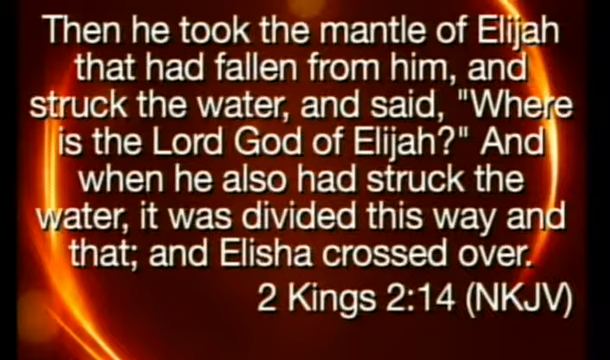 Then he took the mantle of Elijah
that had fallen from him, and
struck the water, and said, "Where
is the Lord God of Elijah?" And
when he also had struck the
water, it was divided this way and
that; and Elisha crossed over.
2 Kings 2:14 (NKJV)